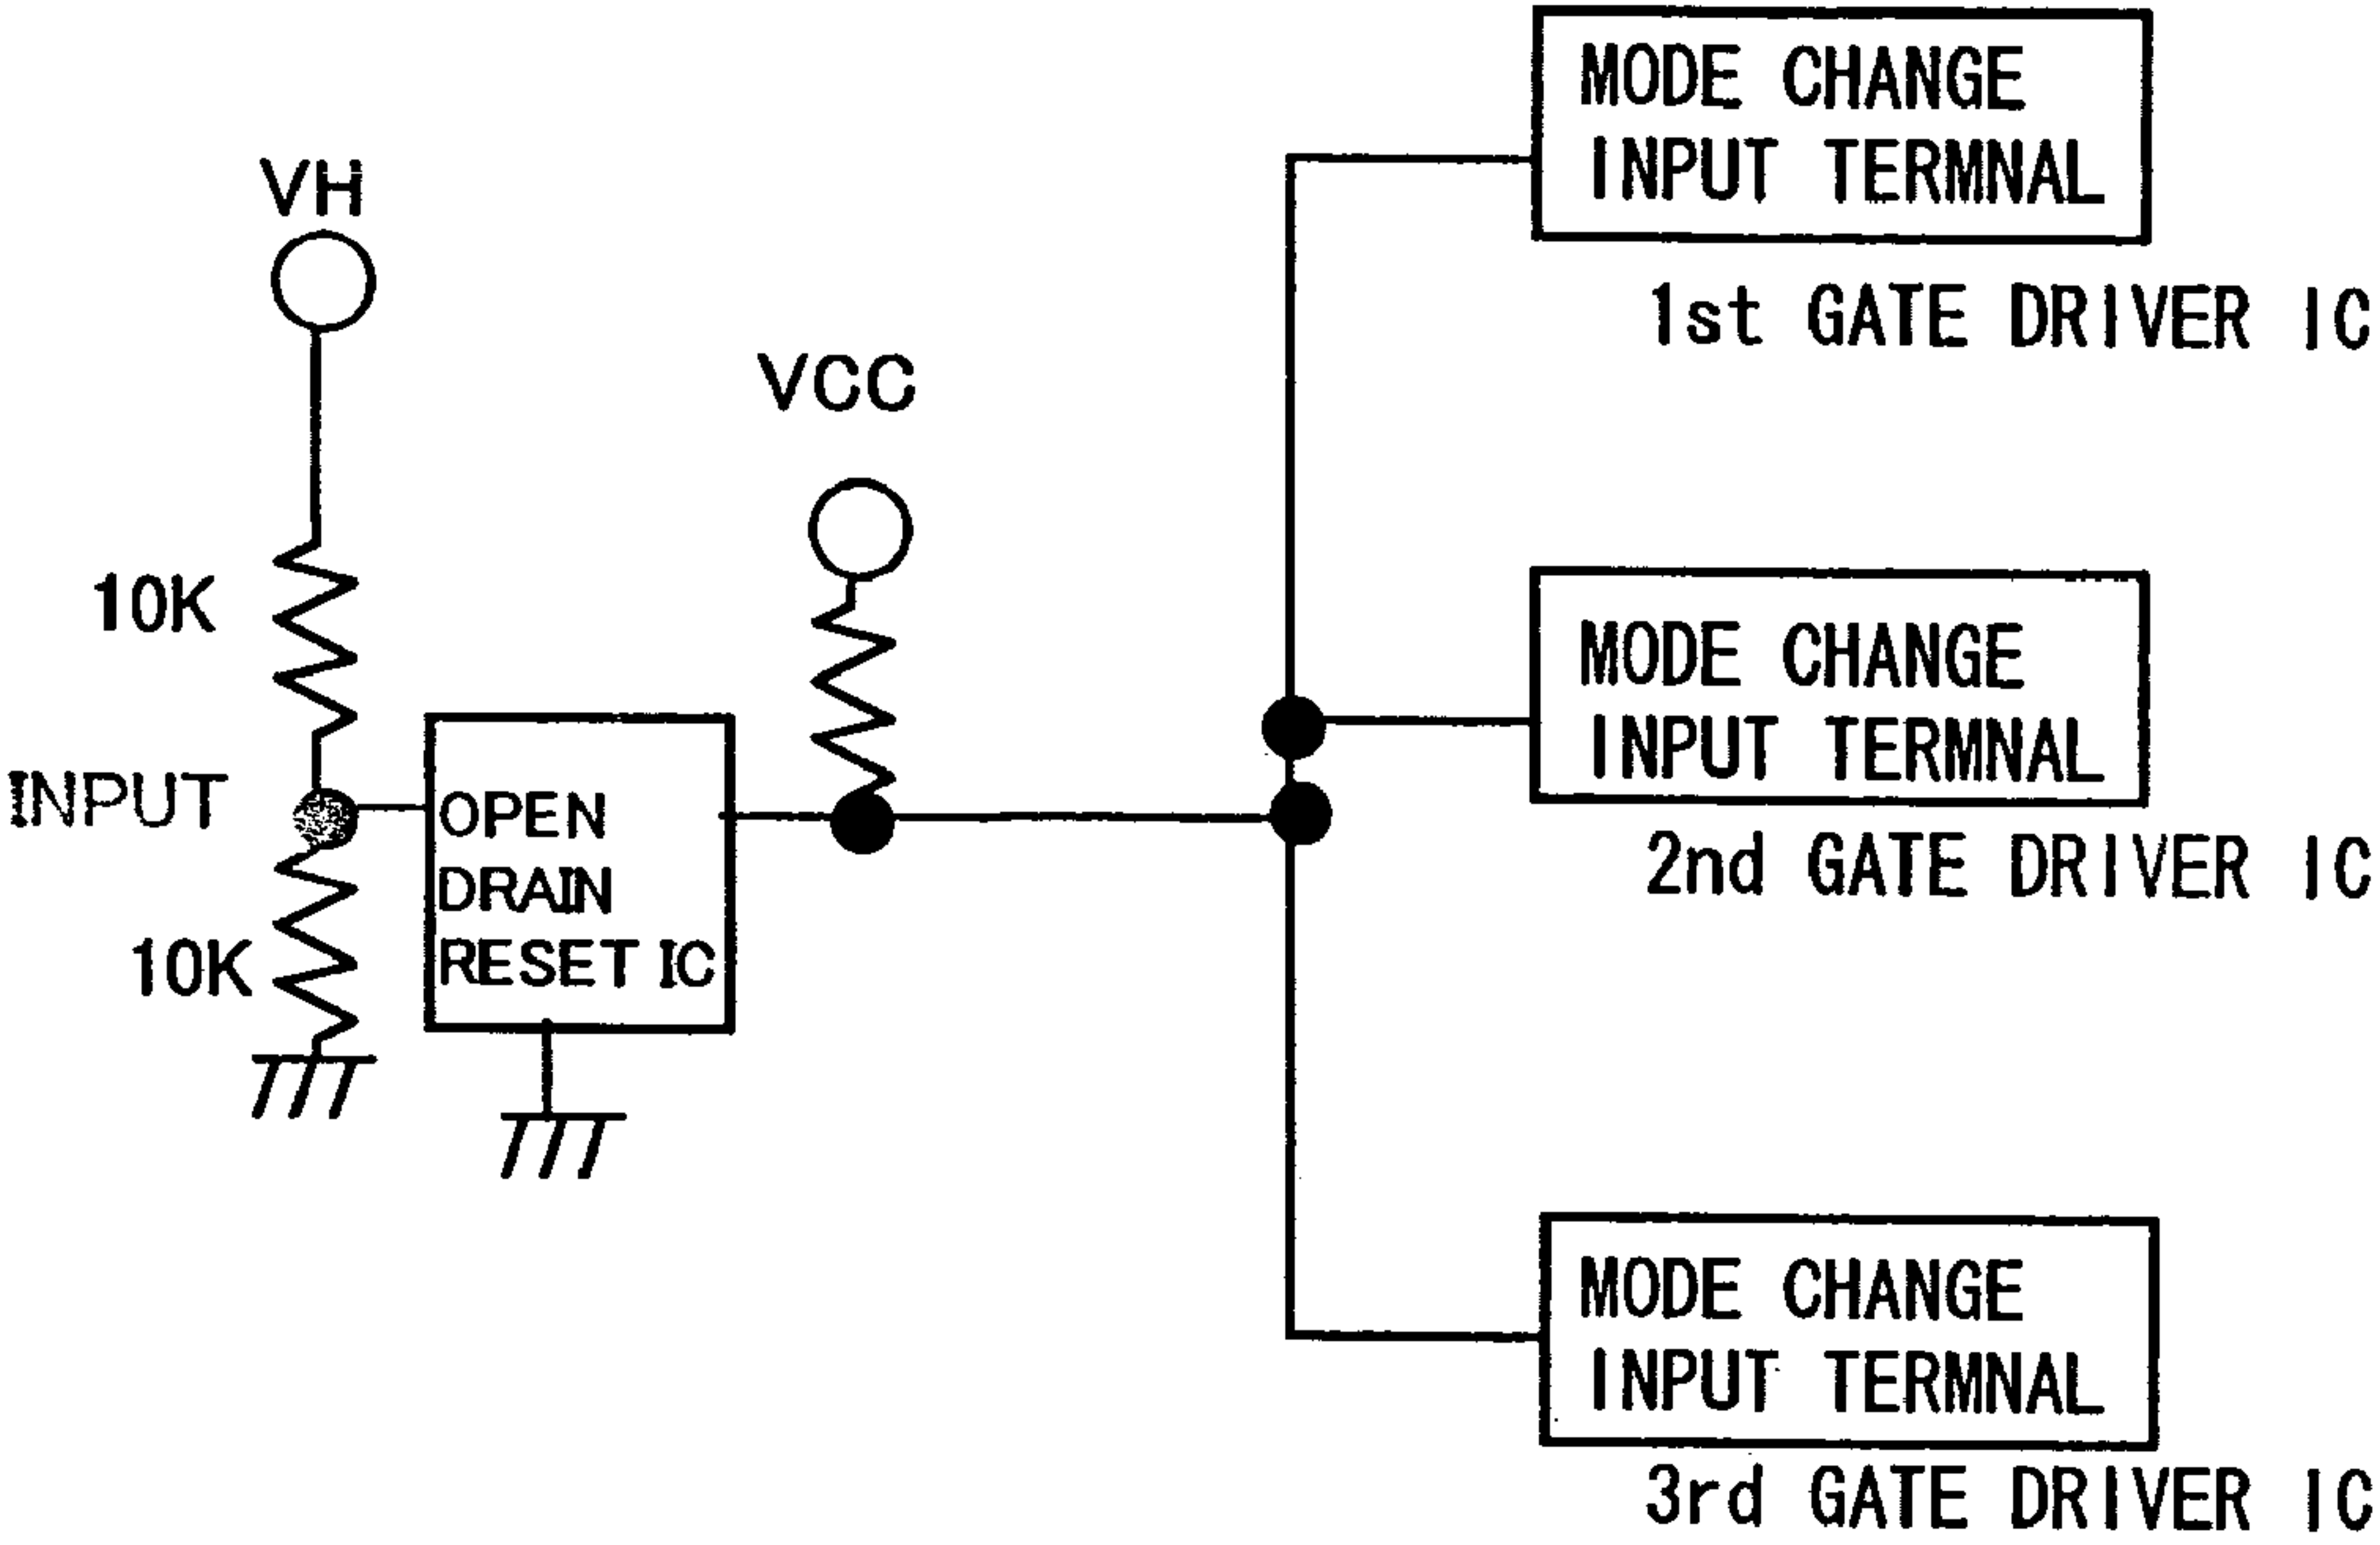 VH
10K
INPUT
10K
OPEN
DRAIN
RESET IC
VCC
MODE CHANGE
INPUT TERMNAL
1st GATE DRIVER IC
MODE CHANGE
INPUT TERMNAL
2nd GATE DRIVER IC
MODE CHANGE
INPUT TERMNAL
3rd GATE DRIVER IC